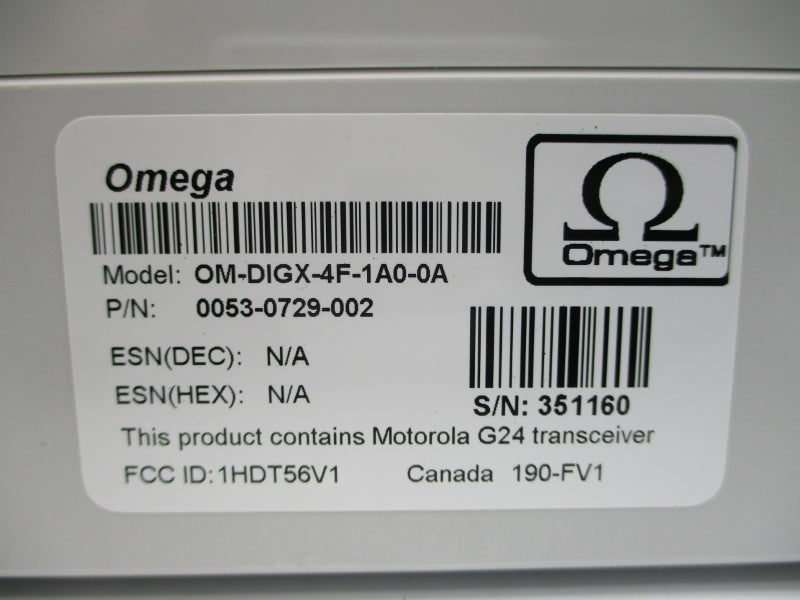 Omega
Ω
Omega™
Model: OM-DIGX-4F-1A0-0A
P/N: 0053-0729-002
ESN(DEC): N/A
ESN(HEX): N/A
S/N: 351160
This product contains Motorola G24 transceiver
FCC ID: 1HDT56V1 Canada 190-FV1